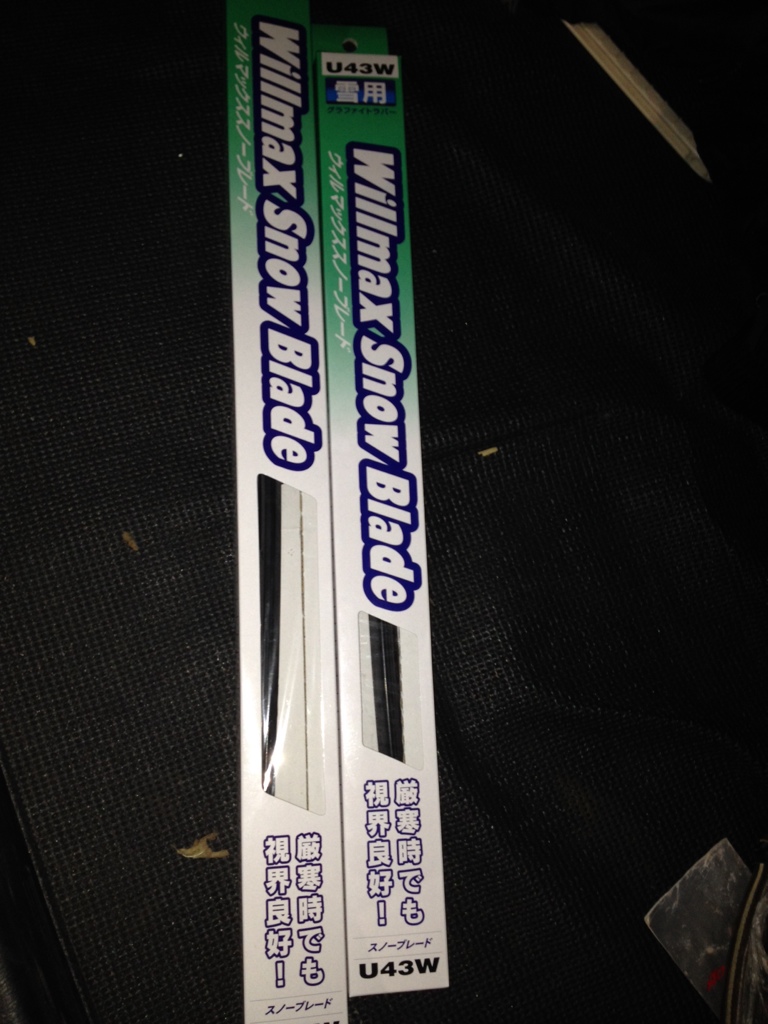 Willmax Snow Blade
ウィルマックススノーブレード
厳寒時でも
視界良好!
スノーブレード
U43W
雪用
グラファイトラバー
Willmax Snow Blade
ウィルマックススノーブレード
厳寒時でも
視界良好!
スノーブレード
U43W